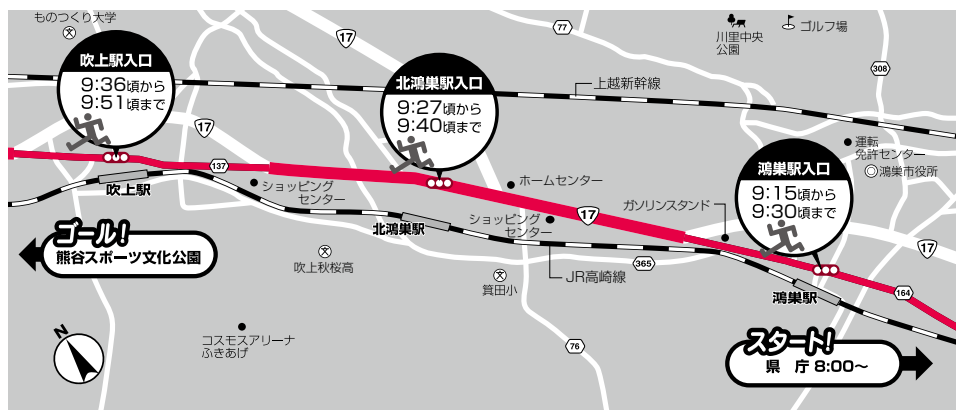 ものつくり大学
17
77
川里中央
公園
ゴルフ場
308
吹上駅入口
9:36頃から
9:51頃まで
北鴻巣駅入口
9:27頃から
9:40頃まで
上越新幹線
17
運転
免許センター
鴻巣市役所
鴻巣駅入口
9:15頃から
9:30頃まで
137
吹上駅
ショッピング
センター
ホームセンター
17
ガソリンスタンド
ショッピング
センター
北鴻巣駅
17
ゴール!
熊谷スポーツ文化公園
吹上秋桜高
365
箕田小
JR高崎線
鴻巣駅
164
N
コスモスアリーナ
ふきあげ
76
スタート!
県 庁 8:00〜